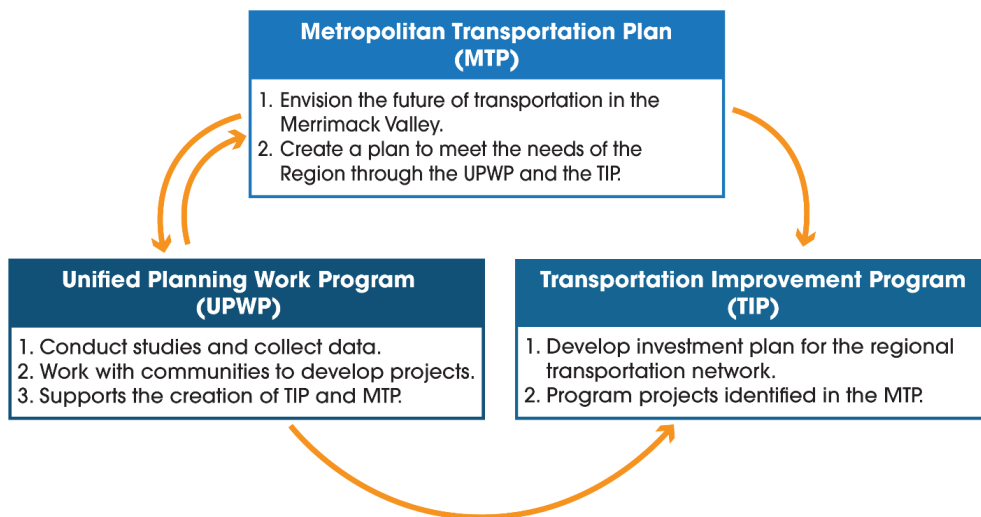 Metropolitan Transportation Plan
(MTP)
1. Envision the future of transportation in the
Merrimack Valley.
2. Create a plan to meet the needs of the
Region through the UPWP and the TIP.
Unified Planning Work Program
(UPWP)
1. Conduct studies and collect data.
2. Work with communities to develop projects.
3. Supports the creation of TIP and MTP.
Transportation Improvement Program
(TIP)
1. Develop investment plan for the regional
transportation network.
2. Program projects identified in the MTP.